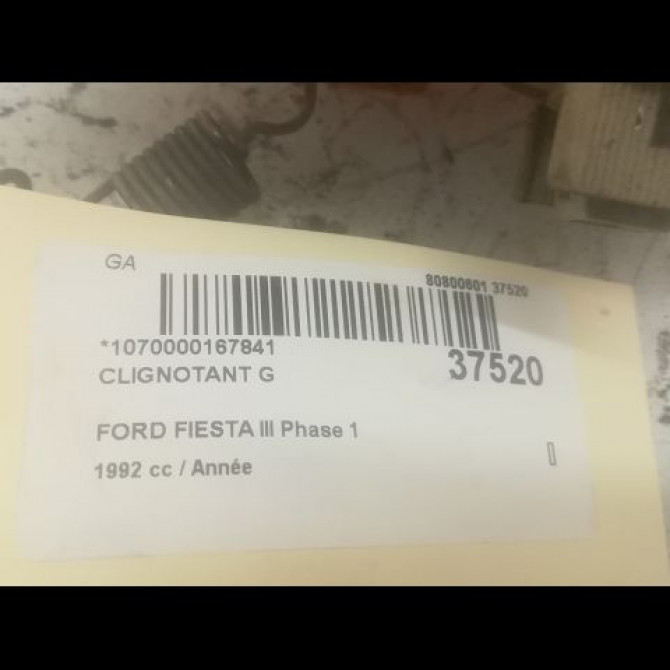 GA
80800601 37520
*1070000167841
37520
CLIGNOTANT G
FORD FIESTA III Phase 1
1992 cc / Année